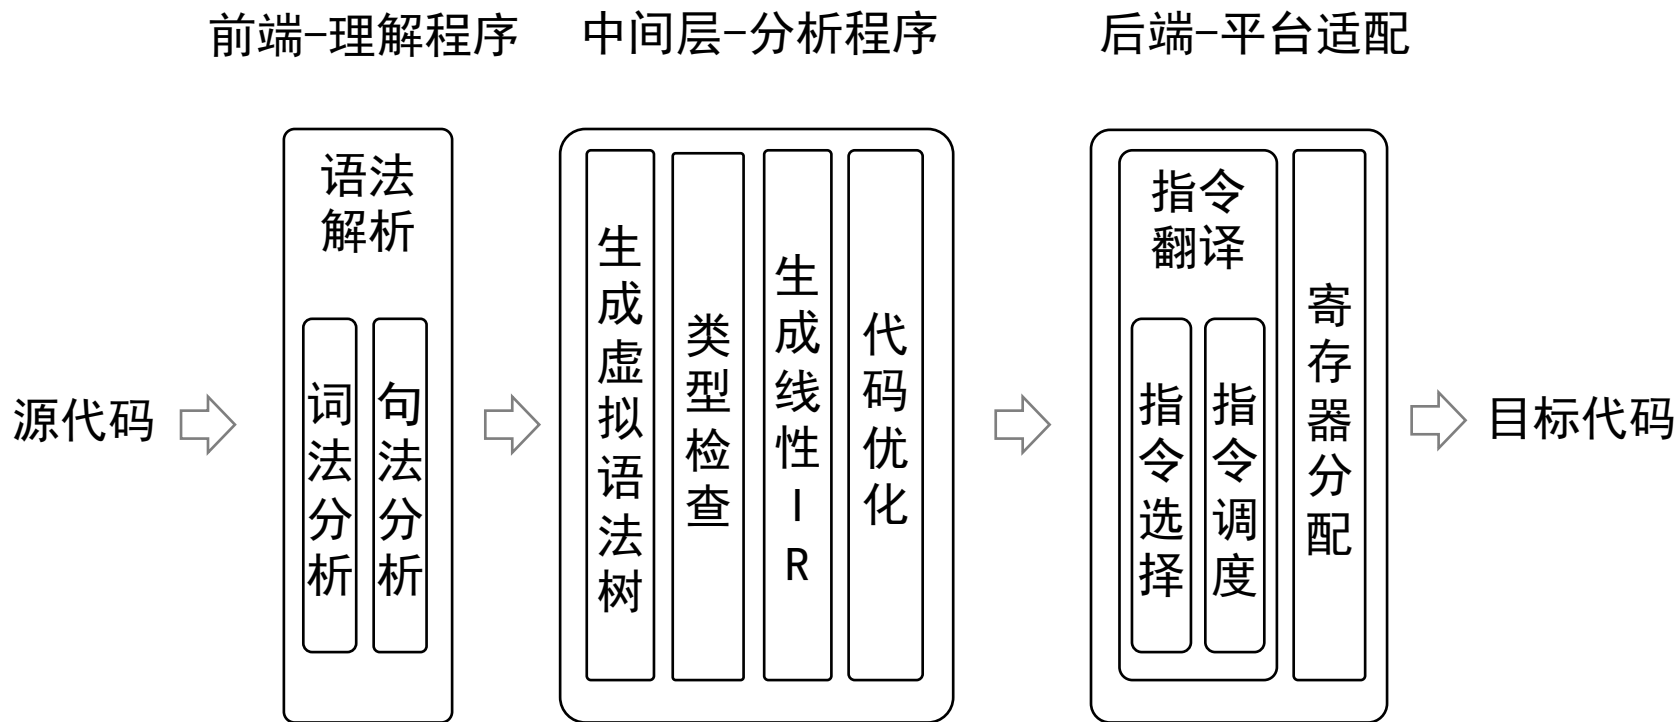 前端-理解程序
中间层-分析程序
后端-平台适配
源代码
语法
解析
词法分析
句法分析
生成虚拟语法树
类型检查
生成线性IR
代码优化
指令
翻译
指令选择
指令调度
寄存器分配
目标代码